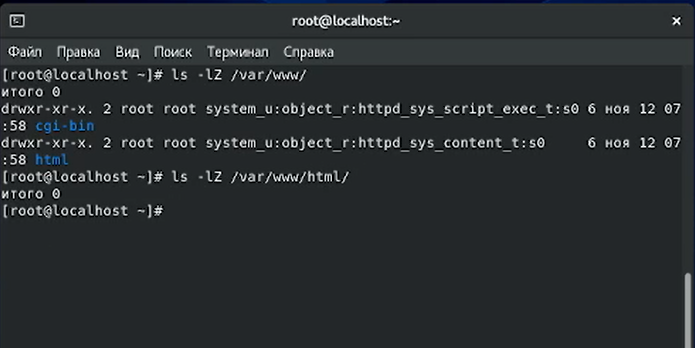 root@localhost:~
Файл Правка Вид Поиск Терминал Справка
[root@localhost ~]# ls -lZ /var/www/
итого 0
drwxr-xr-x. 2 root root system_u:object_r:httpd_sys_script_exec_t:s0 6 ноя 12 07
:58 cgi-bin
drwxr-xr-x. 2 root root system_u:object_r:httpd_sys_content_t:s0     6 ноя 12 07
:58 html
[root@localhost ~]# ls -lZ /var/www/html/
итого 0
[root@localhost ~]#